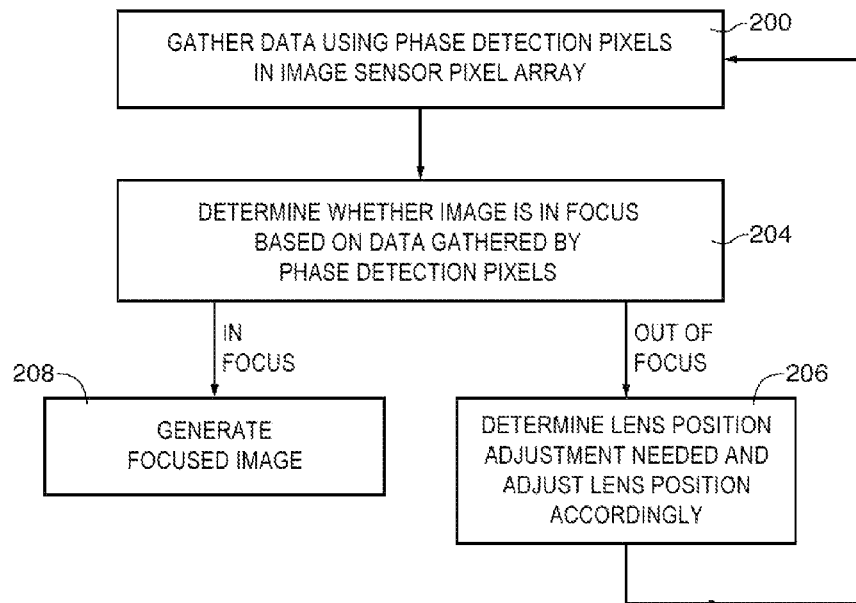 200
GATHER DATA USING PHASE DETECTION PIXELS
IN IMAGE SENSOR PIXEL ARRAY
DETERMINE WHETHER IMAGE IS IN FOCUS
BASED ON DATA GATHERED BY
PHASE DETECTION PIXELS
204
IN
FOCUS
OUT OF
FOCUS
208
GENERATE
FOCUSED IMAGE
206
DETERMINE LENS POSITION
ADJUSTMENT NEEDED AND
ADJUST LENS POSITION
ACCORDINGLY